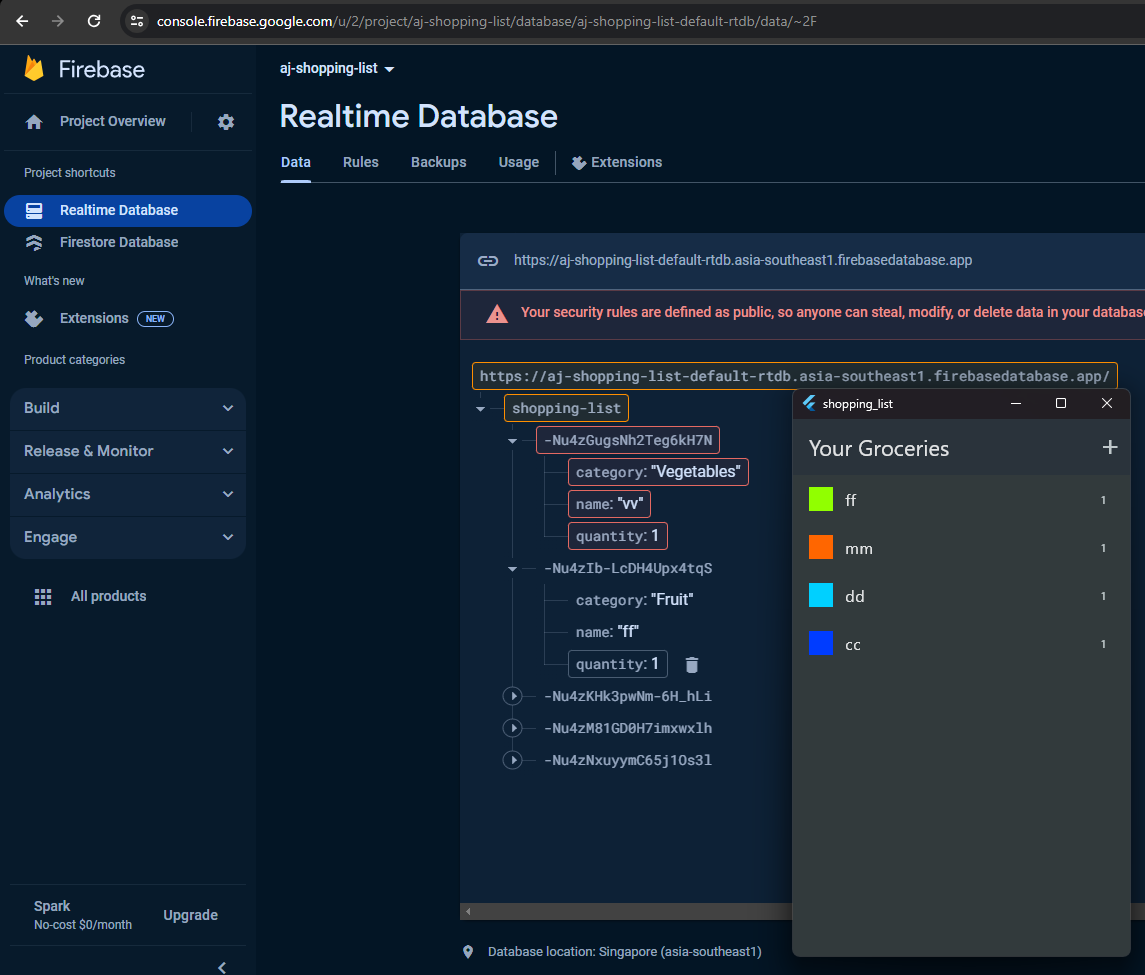 console.firebase.google.com/u/2/project/aj-shopping-list/database/aj-shopping-list-default-rtdb/data/~2F
Firebase
Project Overview
Project shortcuts
Realtime Database
Firestore Database
What's new
Extensions NEW
Product categories
Build
Release & Monitor
Analytics
Engage
All products
Spark
No-cost $0/month
Upgrade
aj-shopping-list
Realtime Database
Data Rules Backups Usage Extensions
https://aj-shopping-list-default-rtdb.asia-southeast1.firebasedatabase.app
Your security rules are defined as public, so anyone can steal, modify, or delete data in your databas
https://aj-shopping-list-default-rtdb.asia-southeast1.firebasedatabase.app/
shopping-list
-Nu4zGugsNh2Teg6kH7N
category: "Vegetables"
name: "vv"
quantity: 1
-Nu4zIb-LcDH4Upx4tqS
category: "Fruit"
name: "ff"
quantity: 1
-Nu4zKHk3pwNm-6H_hLi
-Nu4zM81GD0H7imxwxlh
-Nu4zNxuyymC65j1Os3l
Database location: Singapore (asia-southeast1)
shopping_list
Your Groceries
ff 1
mm 1
dd 1
cc 1